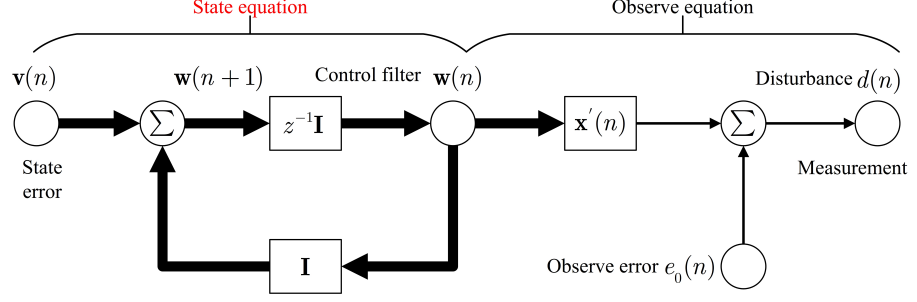 State equation
Observe equation
v(n)
w(n + 1)
Control filter
w(n)
Disturbance d(n)
∑
z⁻¹I
x′(n)
∑
State
error
Measurement
I
Observe error e₀(n)